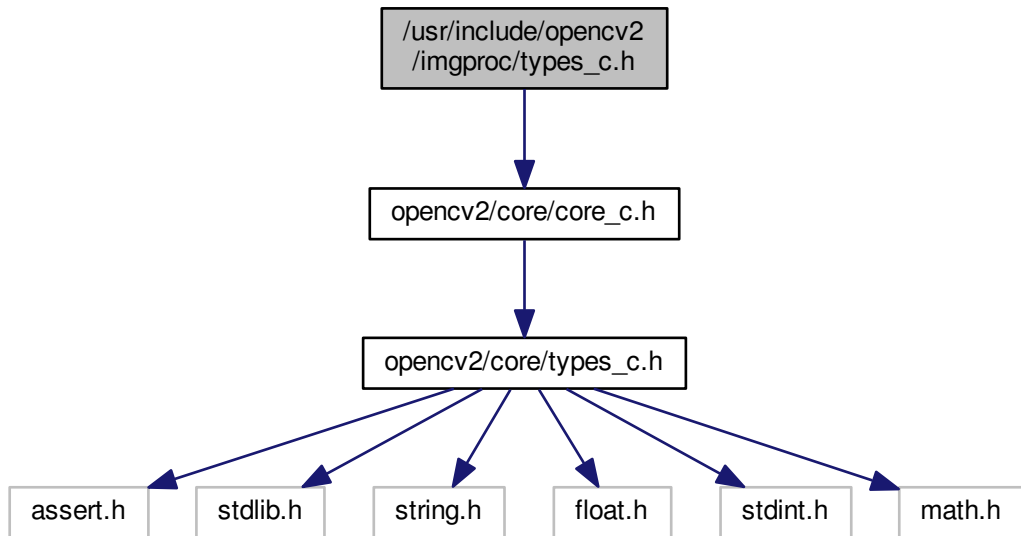 /usr/include/opencv2
/imgproc/types_c.h
opencv2/core/core_c.h
opencv2/core/types_c.h
assert.h
stdlib.h
string.h
float.h
stdint.h
math.h